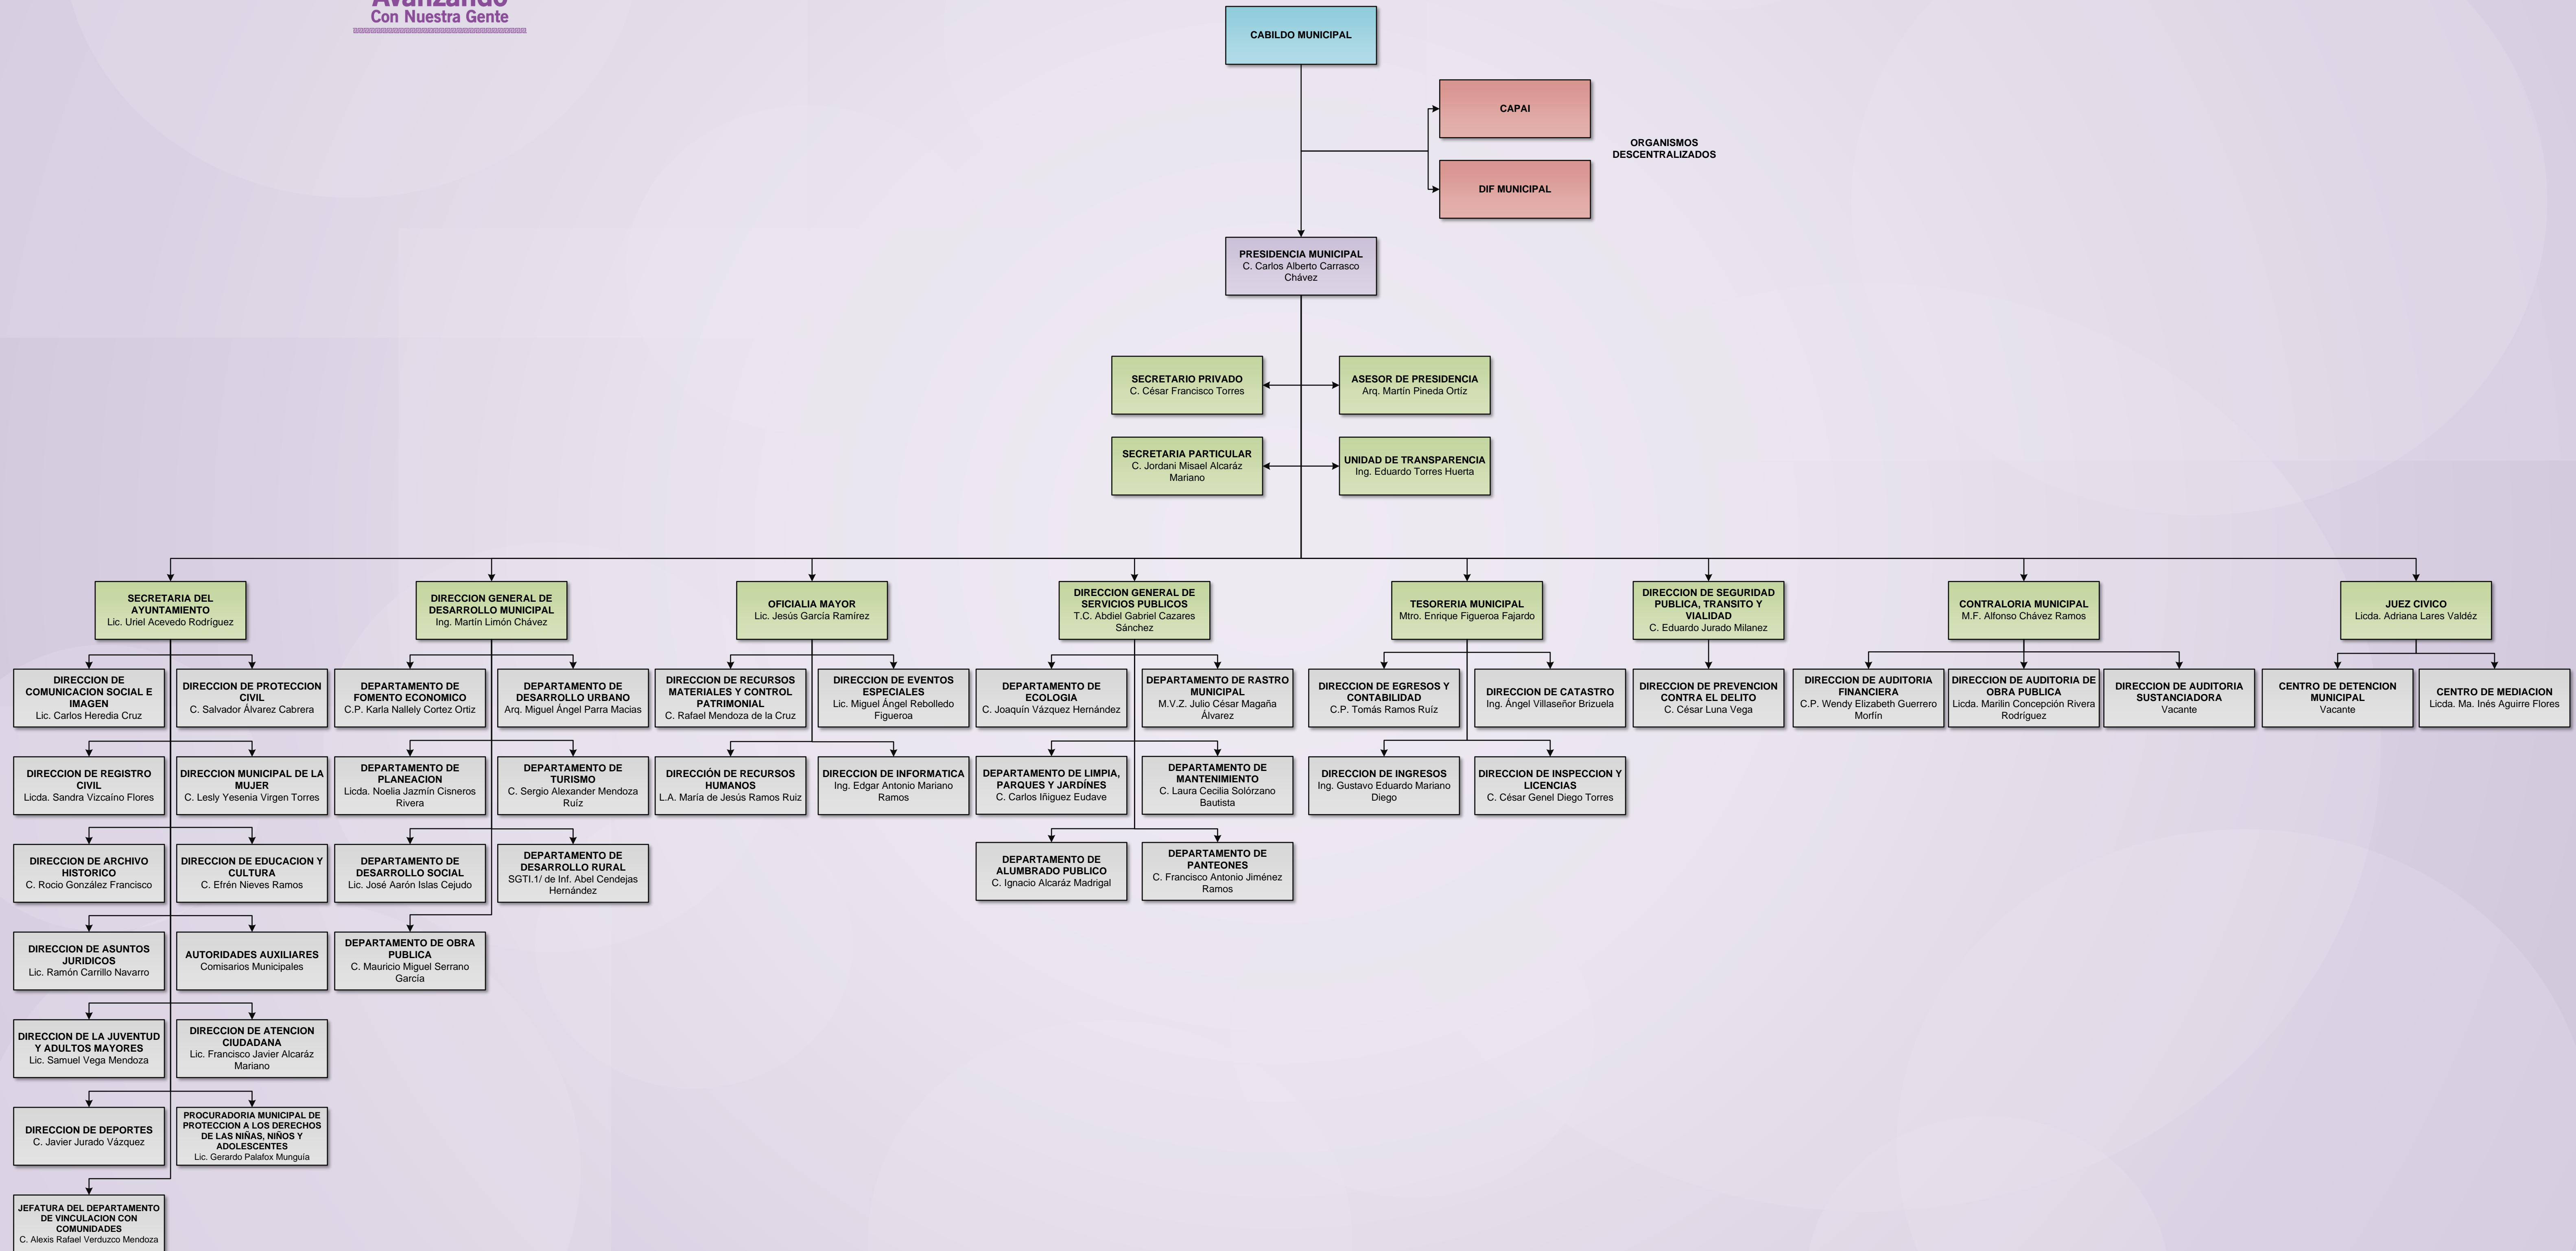 Avanzando
Con Nuestra Gente
CABILDO MUNICIPAL
CAPAI
ORGANISMOS
DESCENTRALIZADOS
DIF MUNICIPAL
PRESIDENCIA MUNICIPAL
C. Carlos Alberto Carrasco
Chávez
SECRETARIO PRIVADO
C. César Francisco Torres
ASESOR DE PRESIDENCIA
Arq. Martín Pineda Ortíz
SECRETARIA PARTICULAR
C. Jordani Misael Alcaráz
Mariano
UNIDAD DE TRANSPARENCIA
Ing. Eduardo Torres Huerta
SECRETARIA DEL
AYUNTAMIENTO
Lic. Uriel Acevedo Rodríguez
DIRECCION GENERAL DE
DESARROLLO MUNICIPAL
Ing. Martín Limón Chávez
OFICIALIA MAYOR
Lic. Jesús García Ramírez
DIRECCION GENERAL DE
SERVICIOS PUBLICOS
T.C. Abdiel Gabriel Cazares
Sánchez
TESORERIA MUNICIPAL
Mtro. Enrique Figueroa Fajardo
DIRECCION DE SEGURIDAD
PUBLICA, TRANSITO Y
VIALIDAD
C. Eduardo Jurado Milanez
CONTRALORIA MUNICIPAL
M.F. Alfonso Chávez Ramos
JUEZ CIVICO
Licda. Adriana Lares Valdéz
DIRECCION DE
COMUNICACION SOCIAL E
IMAGEN
Lic. Carlos Heredia Cruz
DIRECCION DE PROTECCION
CIVIL
C. Salvador Álvarez Cabrera
DEPARTAMENTO DE
FOMENTO ECONOMICO
C.P. Karla Nallely Cortez Ortiz
DEPARTAMENTO DE
DESARROLLO URBANO
Arq. Miguel Ángel Parra Macias
DIRECCION DE RECURSOS
MATERIALES Y CONTROL
PATRIMONIAL
C. Rafael Mendoza de la Cruz
DIRECCION DE EVENTOS
ESPECIALES
Lic. Miguel Ángel Rebolledo
Figueroa
DEPARTAMENTO DE
ECOLOGIA
C. Joaquín Vázquez Hernández
DEPARTAMENTO DE RASTRO
MUNICIPAL
M.V.Z. Julio César Magaña
Álvarez
DIRECCION DE EGRESOS Y
CONTABILIDAD
C.P. Tomás Ramos Ruíz
DIRECCION DE CATASTRO
Ing. Ángel Villaseñor Brizuela
DIRECCION DE PREVENCION
CONTRA EL DELITO
C. César Luna Vega
DIRECCION DE AUDITORIA
FINANCIERA
C.P. Wendy Elizabeth Guerrero
Morfín
DIRECCION DE AUDITORIA DE
OBRA PUBLICA
Licda. Marilin Concepción Rivera
Rodríguez
DIRECCION DE AUDITORIA
SUSTANCIADORA
Vacante
CENTRO DE DETENCION
MUNICIPAL
Vacante
CENTRO DE MEDIACION
Licda. Ma. Inés Aguirre Flores
DIRECCION DE REGISTRO
CIVIL
Licda. Sandra Vizcaíno Flores
DIRECCION MUNICIPAL DE LA
MUJER
C. Lesly Yesenia Virgen Torres
DEPARTAMENTO DE
PLANEACION
Licda. Noelia Jazmín Cisneros
Rivera
DEPARTAMENTO DE
TURISMO
C. Sergio Alexander Mendoza
Ruíz
DIRECCIÓN DE RECURSOS
HUMANOS
L.A. María de Jesús Ramos Ruiz
DIRECCION DE INFORMATICA
Ing. Edgar Antonio Mariano
Ramos
DEPARTAMENTO DE LIMPIA,
PARQUES Y JARDÍNES
C. Carlos Iñiguez Eudave
DEPARTAMENTO DE
MANTENIMIENTO
C. Laura Cecilia Solórzano
Bautista
DIRECCION DE INGRESOS
Ing. Gustavo Eduardo Mariano
Diego
DIRECCION DE INSPECCION Y
LICENCIAS
C. César Genel Diego Torres
DIRECCION DE ARCHIVO
HISTORICO
C. Rocio González Francisco
DIRECCION DE EDUCACION Y
CULTURA
C. Efrén Nieves Ramos
DEPARTAMENTO DE
DESARROLLO SOCIAL
Lic. José Aarón Islas Cejudo
DEPARTAMENTO DE
DESARROLLO RURAL
SGTI.1/ de Inf. Abel Cendejas
Hernández
DEPARTAMENTO DE
ALUMBRADO PUBLICO
C. Ignacio Alcaráz Madrigal
DEPARTAMENTO DE
PANTEONES
C. Francisco Antonio Jiménez
Ramos
DIRECCION DE ASUNTOS
JURIDICOS
Lic. Ramón Carrillo Navarro
AUTORIDADES AUXILIARES
Comisarios Municipales
DEPARTAMENTO DE OBRA
PUBLICA
C. Mauricio Miguel Serrano
García
DIRECCION DE LA JUVENTUD
Y ADULTOS MAYORES
Lic. Samuel Vega Mendoza
DIRECCION DE ATENCION
CIUDADANA
Lic. Francisco Javier Alcaráz
Mariano
DIRECCION DE DEPORTES
C. Javier Jurado Vázquez
PROCURADORIA MUNICIPAL DE
PROTECCION A LOS DERECHOS
DE LAS NIÑAS, NIÑOS Y
ADOLESCENTES
Lic. Gerardo Palafox Munguía
JEFATURA DEL DEPARTAMENTO
DE VINCULACION CON
COMUNIDADES
C. Alexis Rafael Verduzco Mendoza